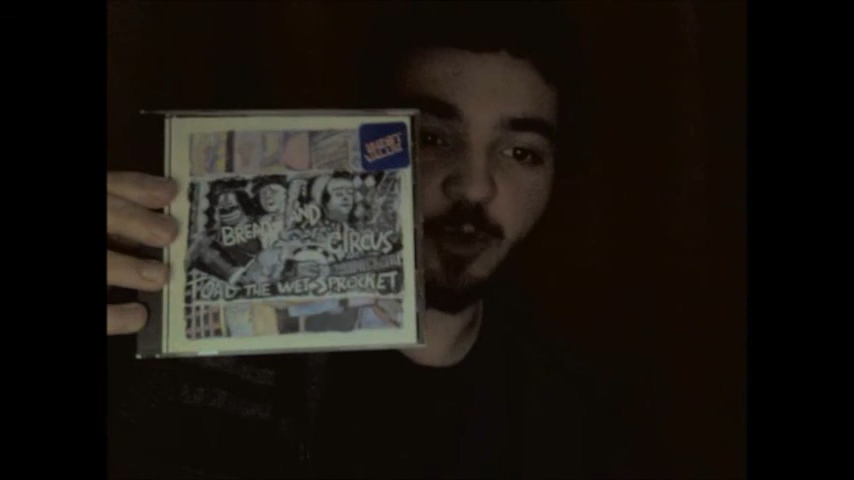 BREAD AND
CIRCUS
TOAD THE WET SPROCKET